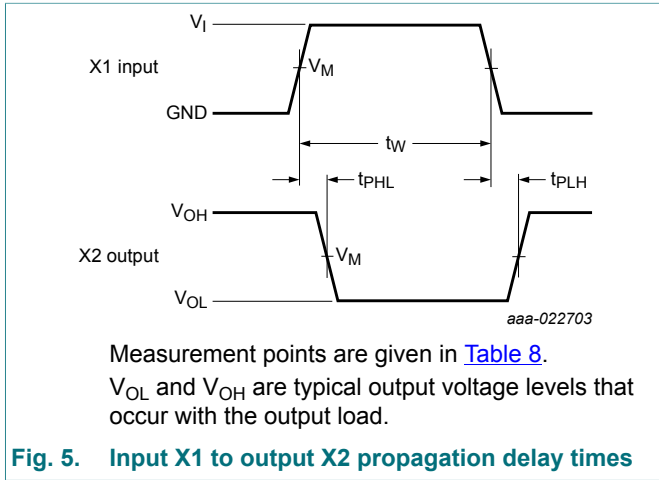 V_I
X1 input
V_M
GND
t_W
t_PHL
t_PLH
V_OH
X2 output
V_M
V_OL
aaa-022703
Measurement points are given in Table 8.
V_OL and V_OH are typical output voltage levels that
occur with the output load.
Fig. 5. Input X1 to output X2 propagation delay times